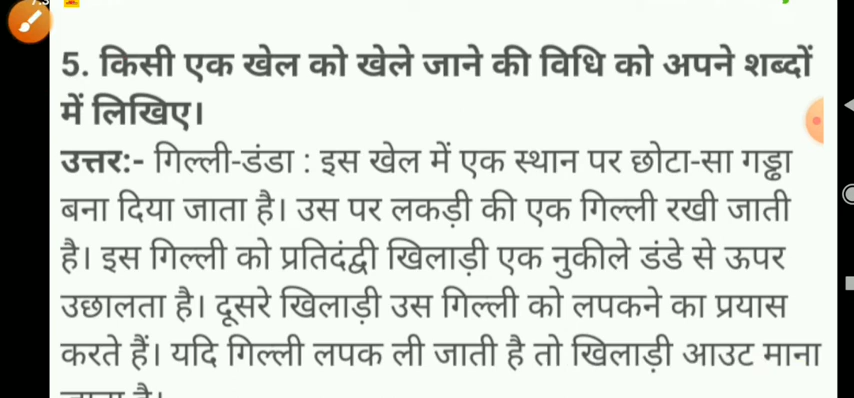 5. किसी एक खेल को खेले जाने की विधि को अपने शब्दों
में लिखिए।
उत्तर:- गिल्ली-डंडा : इस खेल में एक स्थान पर छोटा-सा गड्ढा
बना दिया जाता है। उस पर लकड़ी की एक गिल्ली रखी जाती
है। इस गिल्ली को प्रतिदंद्वी खिलाड़ी एक नुकीले डंडे से ऊपर
उछालता है। दूसरे खिलाड़ी उस गिल्ली को लपकने का प्रयास
करते हैं। यदि गिल्ली लपक ली जाती है तो खिलाड़ी आउट माना